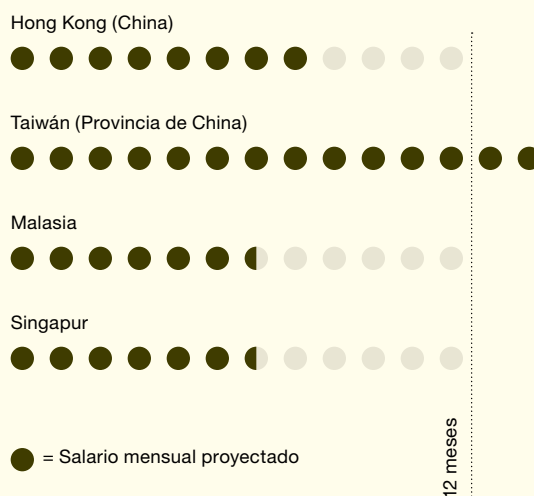 Hong Kong (China)
Taiwán (Provincia de China)
Malasia
Singapur
= Salario mensual proyectado
12 meses